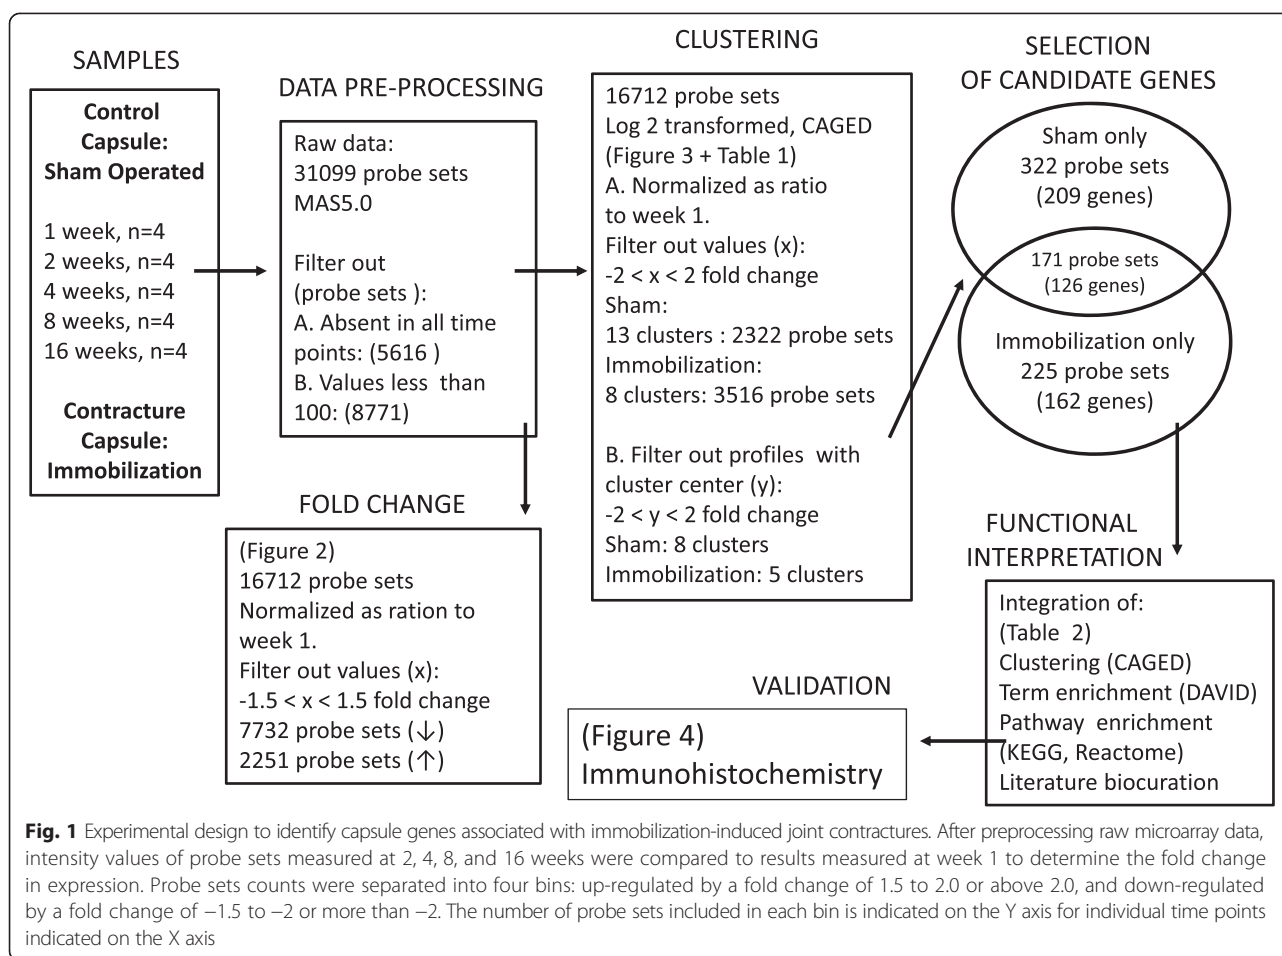 SAMPLES
Control
Capsule:
Sham Operated
1 week, n=4
2 weeks, n=4
4 weeks, n=4
8 weeks, n=4
16 weeks, n=4
Contracture
Capsule:
Immobilization
DATA PRE-PROCESSING
Raw data:
31099 probe sets
MAS5.0
Filter out
(probe sets ):
A. Absent in all time
points: (5616 )
B. Values less than
100: (8771)
FOLD CHANGE
(Figure 2)
16712 probe sets
Normalized as ration to
week 1.
Filter out values (x):
-1.5 < x < 1.5 fold change
7732 probe sets (↓)
2251 probe sets (↑)
CLUSTERING
16712 probe sets
Log 2 transformed, CAGED
(Figure 3 + Table 1)
A. Normalized as ratio
to week 1.
Filter out values (x):
-2 < x < 2 fold change
Sham:
13 clusters : 2322 probe sets
Immobilization:
8 clusters: 3516 probe sets
B. Filter out profiles with
cluster center (y):
-2 < y < 2 fold change
Sham: 8 clusters
Immobilization: 5 clusters
SELECTION
OF CANDIDATE GENES
Sham only
322 probe sets
(209 genes)
171 probe sets
(126 genes)
Immobilization only
225 probe sets
(162 genes)
FUNCTIONAL
INTERPRETATION
Integration of:
(Table 2)
Clustering (CAGED)
Term enrichment (DAVID)
Pathway enrichment
(KEGG, Reactome)
Literature biocuration
VALIDATION
(Figure 4)
Immunohistochemistry
Fig. 1 Experimental design to identify capsule genes associated with immobilization-induced joint contractures. After preprocessing raw microarray data,
intensity values of probe sets measured at 2, 4, 8, and 16 weeks were compared to results measured at week 1 to determine the fold change
in expression. Probe sets counts were separated into four bins: up-regulated by a fold change of 1.5 to 2.0 or above 2.0, and down-regulated
by a fold change of −1.5 to −2 or more than −2. The number of probe sets included in each bin is indicated on the Y axis for individual time points
indicated on the X axis